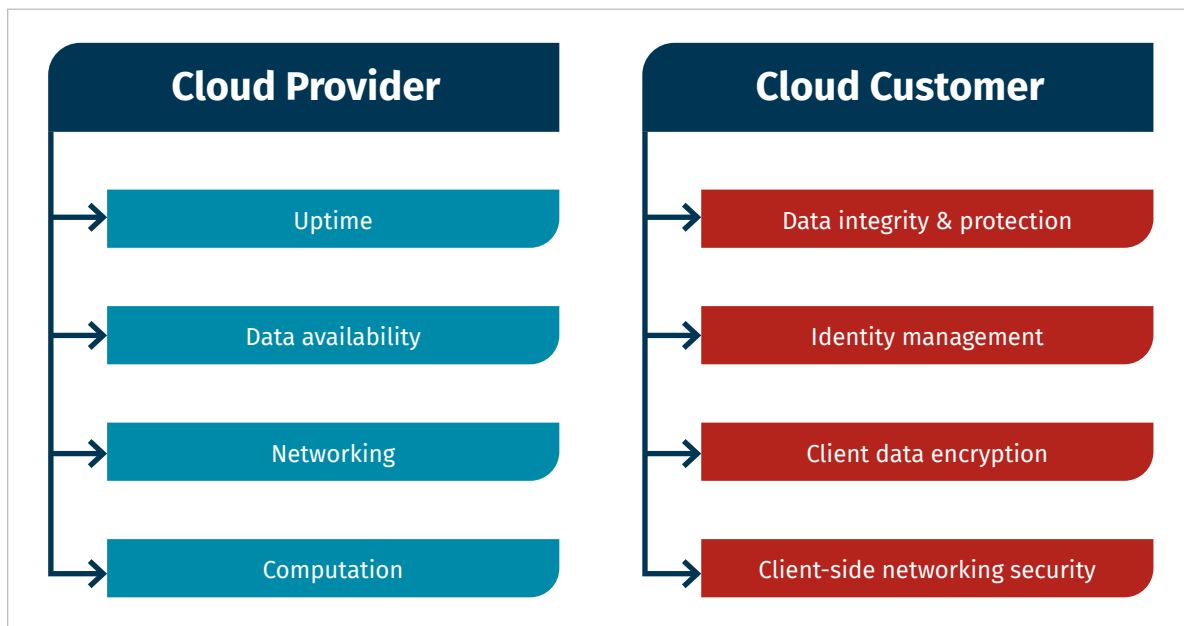 Cloud Provider
Uptime
Data availability
Networking
Computation
Cloud Customer
Data integrity & protection
Identity management
Client data encryption
Client-side networking security